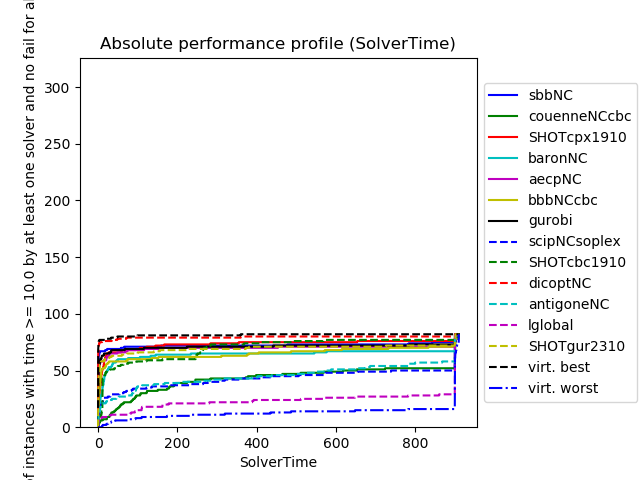 Absolute performance profile (SolverTime)
of instances with time >= 10.0 by at least one solver and no fail for
300
250
200
150
100
50
0
0 200 400 600 800
SolverTime
sbbNC
couenneNCcbc
SHOTcpx1910
baronNC
aecpNC
bbbNCcbc
gurobi
scipNCsoplex
SHOTcbc1910
dicoptNC
antigoneNC
lglobal
SHOTgur2310
virt. best
virt. worst